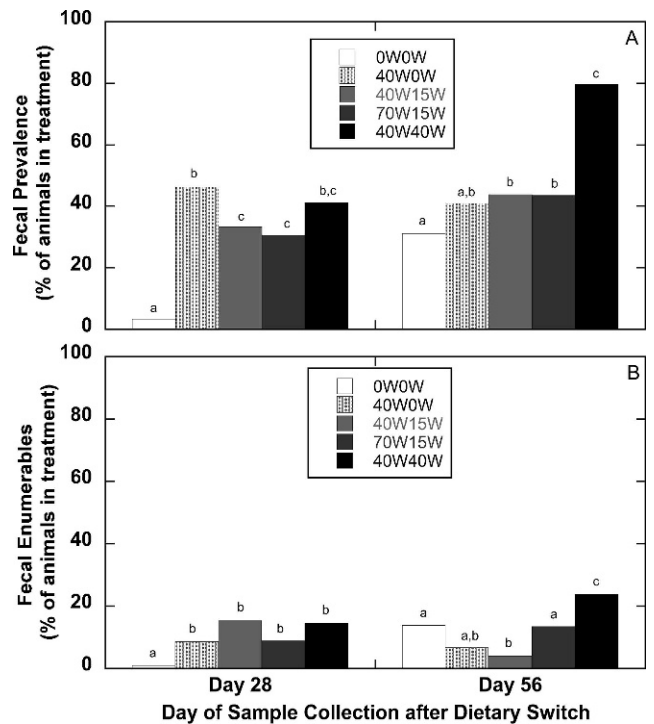 100
80
60
40
20
0
Fecal Prevalence
(% of animals in treatment)
A
0W0W
40W0W
40W15W
70W15W
40W40W
a
b
c
c
b,c
a
a,b
b
b
c
100
80
60
40
20
0
Fecal Enumerables
(% of animals in treatment)
B
0W0W
40W0W
40W15W
70W15W
40W40W
a
b
b
b
b
a
a,b
b
a
c
Day 28 Day 56
Day of Sample Collection after Dietary Switch